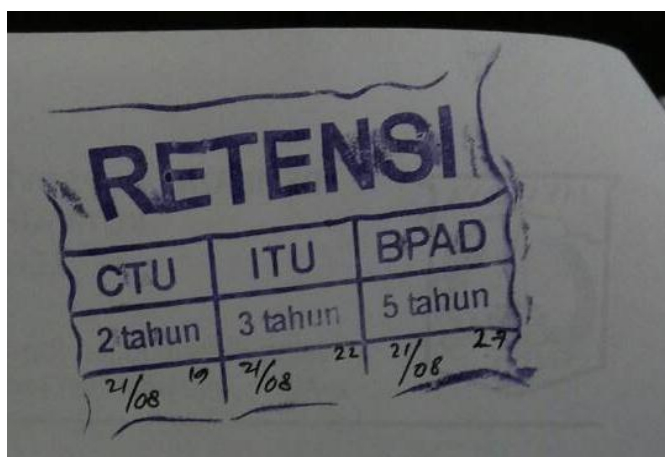 RETENSI
CTU ITU BPAD
2 tahun 3 tahun 5 tahun
21/08 19 21/08 22 21/08 27